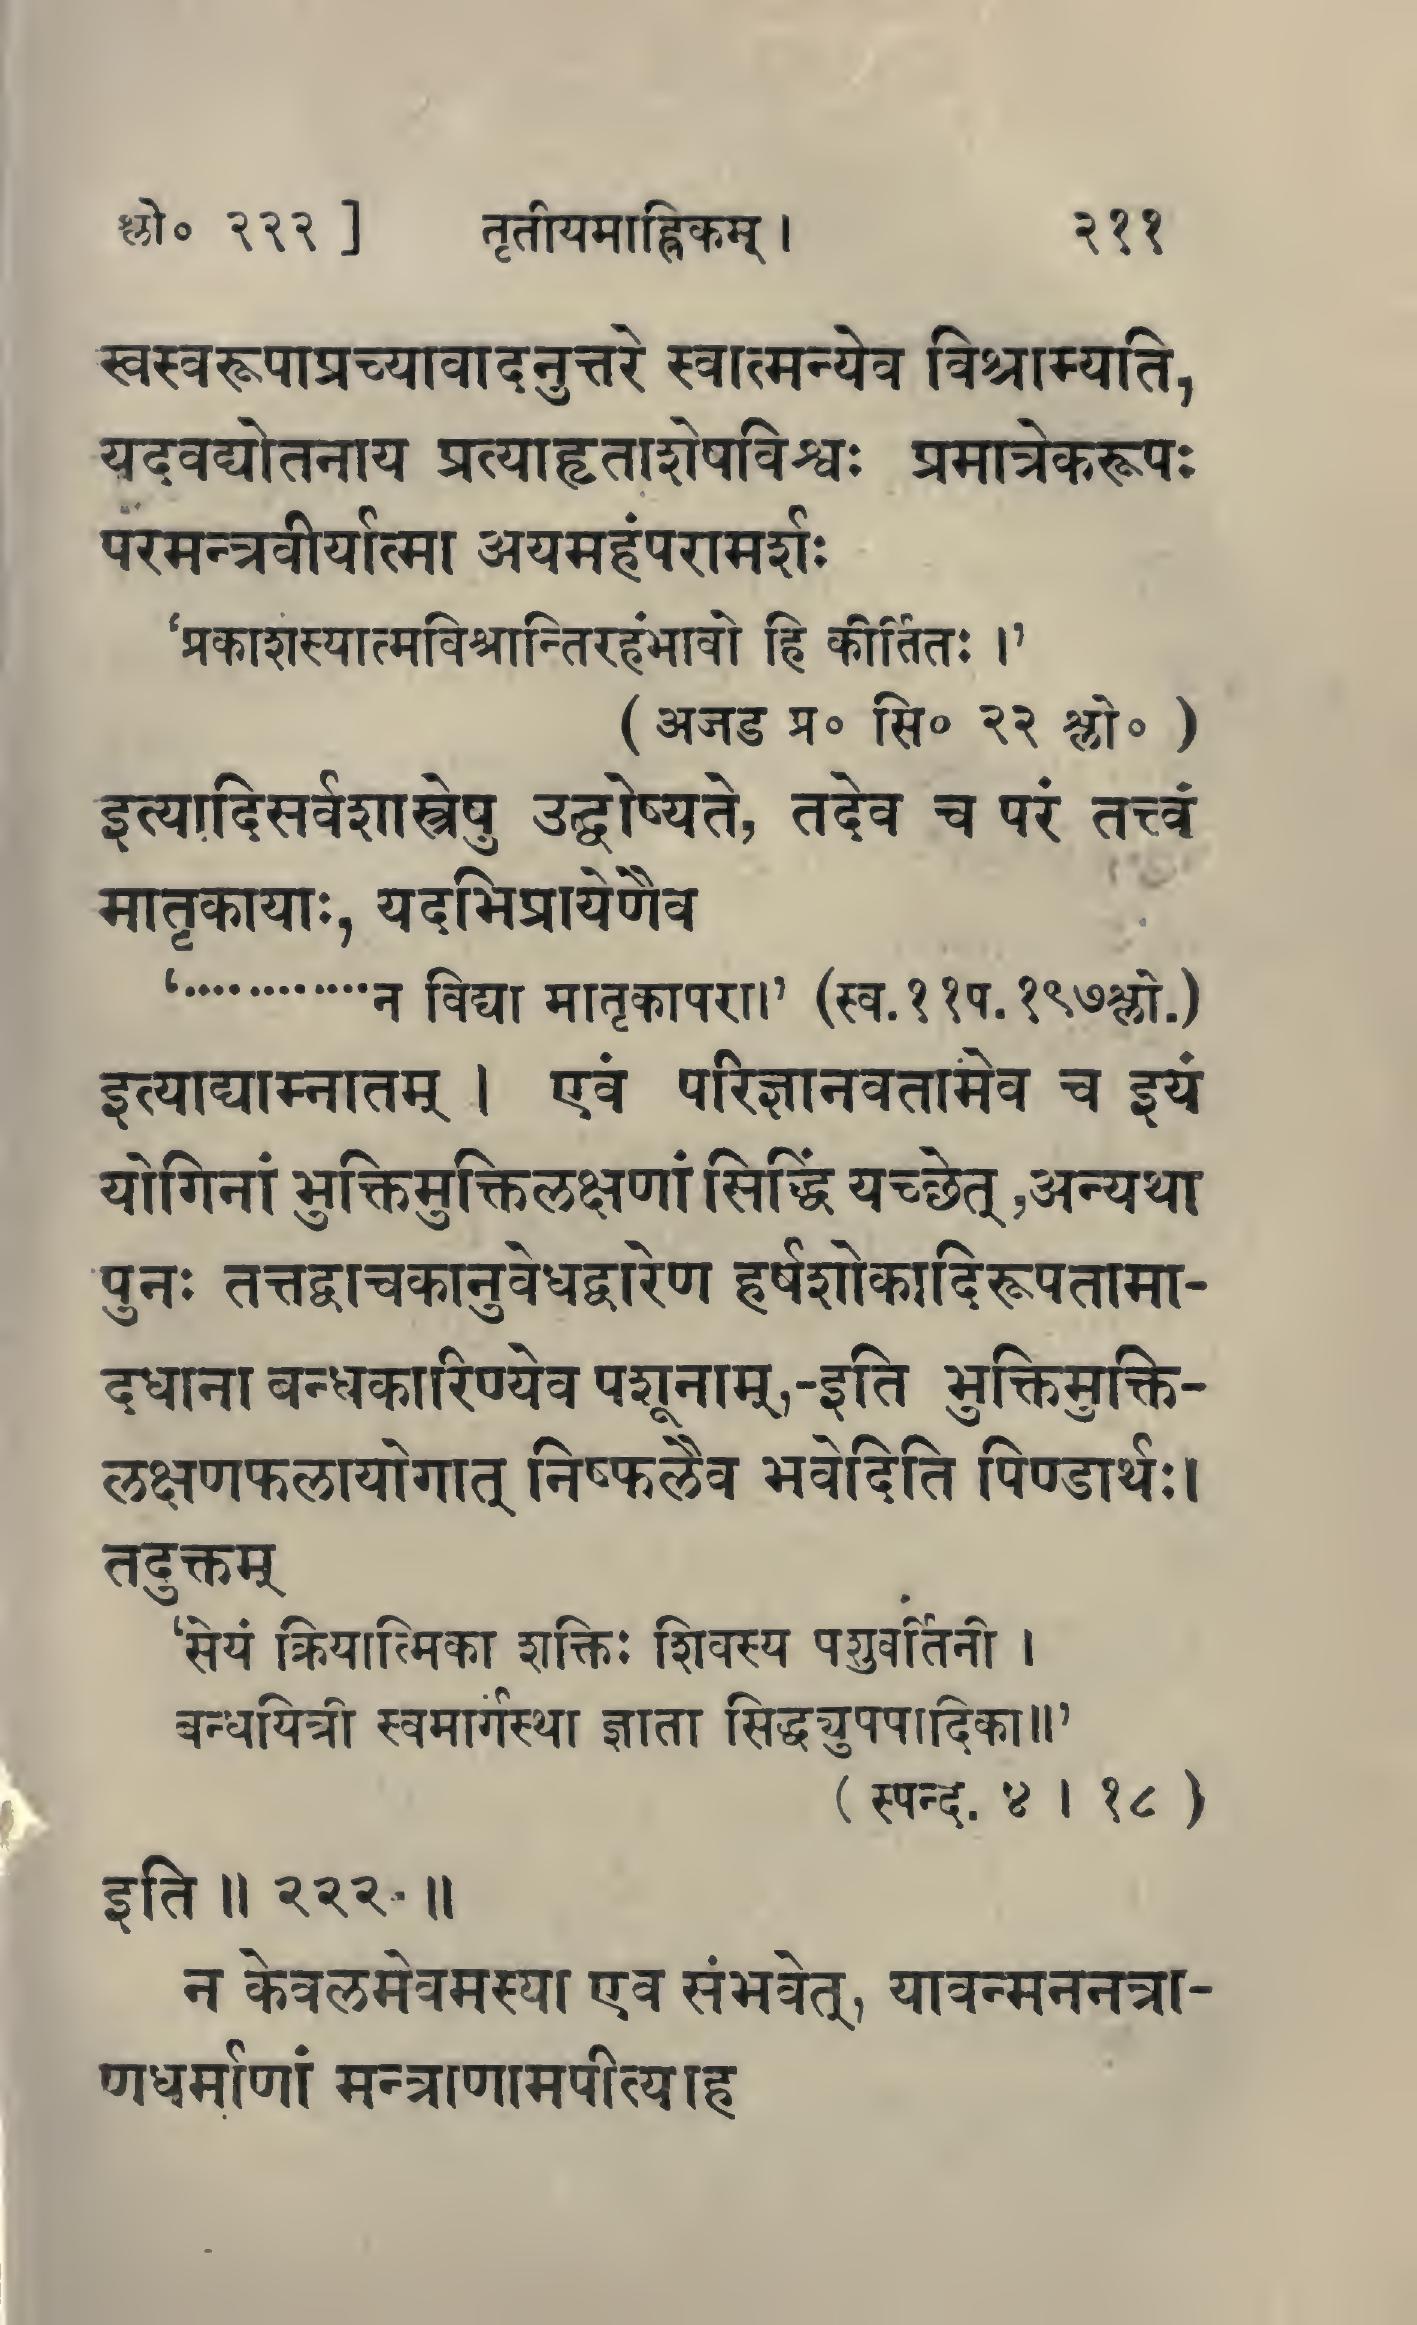 श्लो० २२२ ] तृतीयमाह्निकम् । २११
स्वस्वरूपाप्रच्यावादनुत्तरे स्वात्मन्येव विश्राम्यति,
यदवद्योतनाय प्रत्याहृताशेषविश्वः प्रमात्रेकरूपः
परमन्त्रवीर्यात्मा अयमहंपरामर्शः
‘प्रकाशस्यात्मविश्रान्तिरहंभावो हि कीर्तितः ।’
( अजड प्र० सि० २२ श्लो० )
इत्यादिसर्वशास्त्रेषु उद्घोष्यते, तदेव च परं तत्त्वं
मातृकायाः, यदभिप्रायेणैव
‘············न विद्या मातृकापरा।’ (स्व.११प.१९७श्लो.)
इत्याद्याम्नातम् । एवं परिज्ञानवतामेव च इयं
योगिनां भुक्तिमुक्तिलक्षणां सिद्धिं यच्छेत् ,अन्यथा
पुनः तत्तद्वाचकानुवेधद्वारेण हर्षशोकादिरूपतामा-
दधाना बन्धकारिण्येव पशूनाम्,-इति भुक्तिमुक्ति-
लक्षणफलायोगात् निष्फलैव भवेदिति पिण्डार्थः।
तदुक्तम्
‘सेयं क्रियात्मिका शक्तिः शिवस्य पशुवर्तिनी ।
बन्धयित्री स्वमार्गस्था ज्ञाता सिद्ध्युपपादिका॥’
( स्पन्द. ४ । १८ )
इति ॥ २२२ ॥
न केवलमेवमस्या एव संभवेत्, यावन्मननत्रा-
णधर्माणां मन्त्राणामपीत्याह